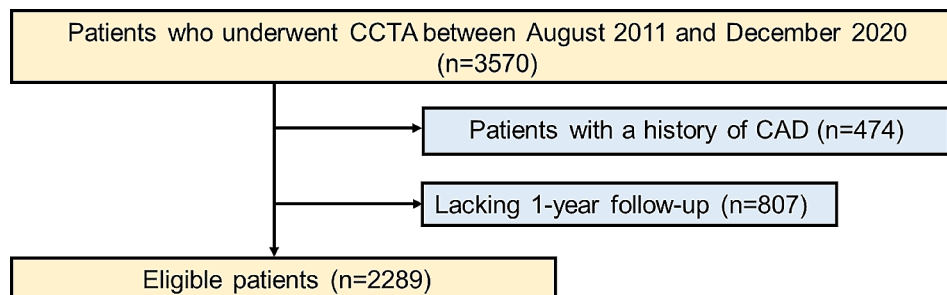 Patients who underwent CCTA between August 2011 and December 2020
(n=3570)
Patients with a history of CAD (n=474)
Lacking 1-year follow-up (n=807)
Eligible patients (n=2289)